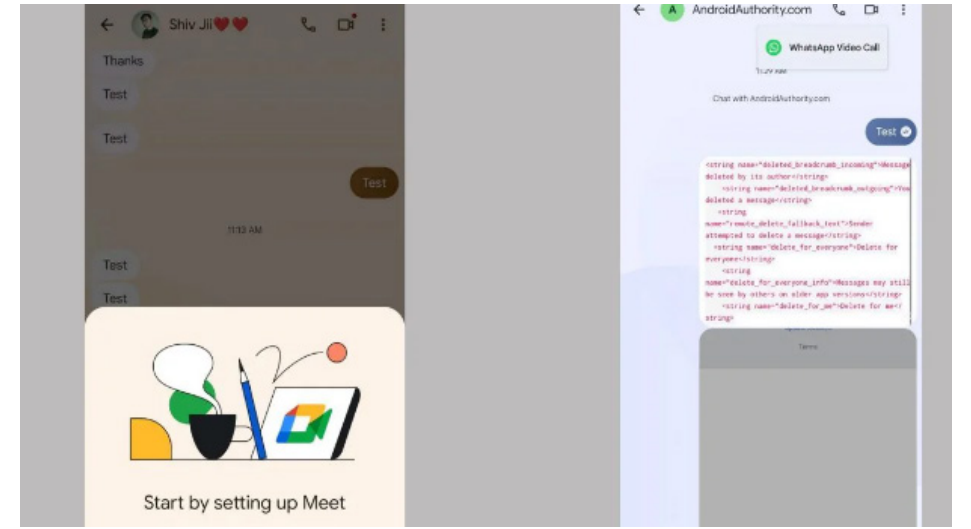 Shiv Jii❤❤
Thanks
Test
Test
Test
11:13 AM
Test
Test
Start by setting up Meet
A AndroidAuthority.com
WhatsApp Video Call
11:29 AM
Chat with AndroidAuthority.com
Test
<string name="deleted_breadcrumb_incoming">Message
deleted by its author</string>
<string name="deleted_breadcrumb_outgoing">You
deleted a message</string>
<string
name="remote_delete_fallback_text">Sender
attempted to delete a message</string>
<string name="delete_for_everyone">Delete for
everyone</string>
<string
name="delete_for_everyone_info">Messages may still
be seen by others on older app versions</string>
<string name="delete_for_me">Delete for me</
string>
Terms